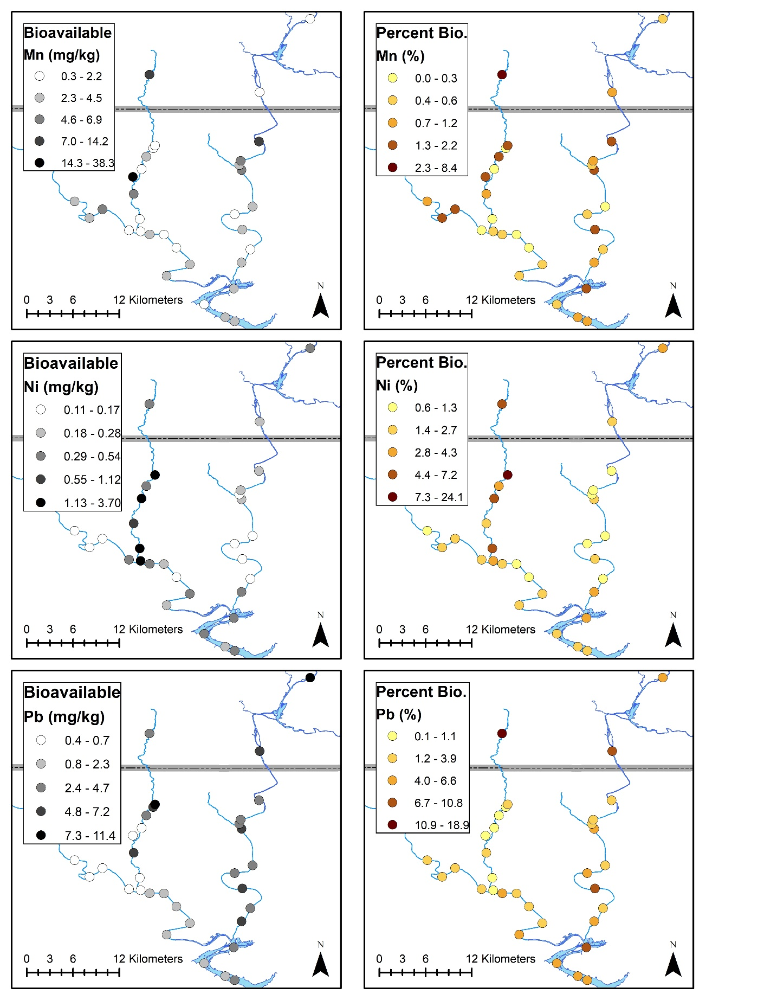 Bioavailable
Mn (mg/kg)
0.3 - 2.2
2.3 - 4.5
4.6 - 6.9
7.0 - 14.2
14.3 - 38.3
0 3 6 12 Kilometers
N
Percent Bio.
Mn (%)
0.0 - 0.3
0.4 - 0.6
0.7 - 1.2
1.3 - 2.2
2.3 - 8.4
0 3 6 12 Kilometers
N
Bioavailable
Ni (mg/kg)
0.11 - 0.17
0.18 - 0.28
0.29 - 0.54
0.55 - 1.12
1.13 - 3.70
0 3 6 12 Kilometers
N
Percent Bio.
Ni (%)
0.6 - 1.3
1.4 - 2.7
2.8 - 4.3
4.4 - 7.2
7.3 - 24.1
0 3 6 12 Kilometers
N
Bioavailable
Pb (mg/kg)
0.4 - 0.7
0.8 - 2.3
2.4 - 4.7
4.8 - 7.2
7.3 - 11.4
0 3 6 12 Kilometers
N
Percent Bio.
Pb (%)
0.1 - 1.1
1.2 - 3.9
4.0 - 6.6
6.7 - 10.8
10.9 - 18.9
0 3 6 12 Kilometers
N